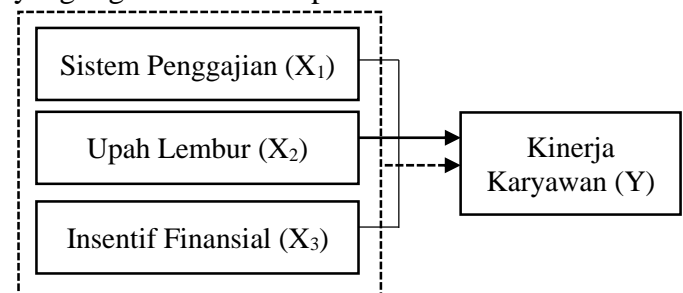 Sistem Penggajian (X₁)
Upah Lembur (X₂)
Insentif Finansial (X₃)
Kinerja
Karyawan (Y)